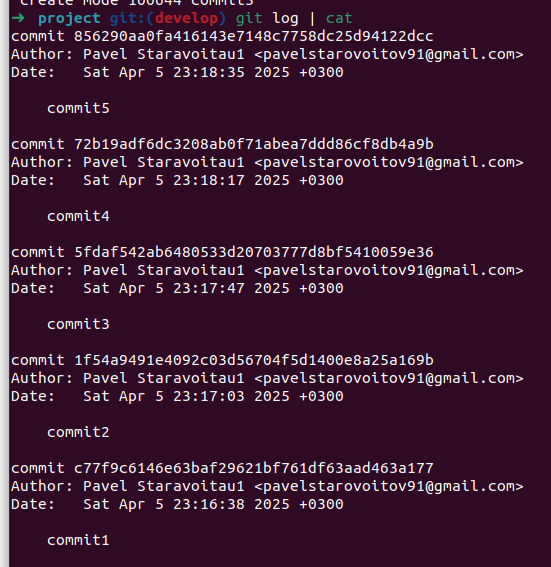 create mode 100644 commit5
➜  project git:(develop) git log | cat
commit 856290aa0fa416143e7148c7758dc25d94122dcc
Author: Pavel Staravoitau1 <pavelstarovoitov91@gmail.com>
Date:   Sat Apr 5 23:18:35 2025 +0300
    commit5
commit 72b19adf6dc3208ab0f71abea7ddd86cf8db4a9b
Author: Pavel Staravoitau1 <pavelstarovoitov91@gmail.com>
Date:   Sat Apr 5 23:18:17 2025 +0300
    commit4
commit 5fdaf542ab6480533d20703777d8bf5410059e36
Author: Pavel Staravoitau1 <pavelstarovoitov91@gmail.com>
Date:   Sat Apr 5 23:17:47 2025 +0300
    commit3
commit 1f54a9491e4092c03d56704f5d1400e8a25a169b
Author: Pavel Staravoitau1 <pavelstarovoitov91@gmail.com>
Date:   Sat Apr 5 23:17:03 2025 +0300
    commit2
commit c77f9c6146e63baf29621bf761df63aad463a177
Author: Pavel Staravoitau1 <pavelstarovoitov91@gmail.com>
Date:   Sat Apr 5 23:16:38 2025 +0300
    commit1